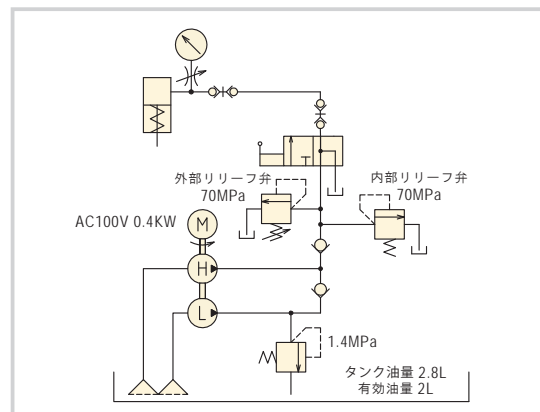 外部リリーフ弁
70MPa
内部リリーフ弁
70MPa
AC100V 0.4KW
M
H
L
1.4MPa
タンク油量 2.8L
有効油量 2L